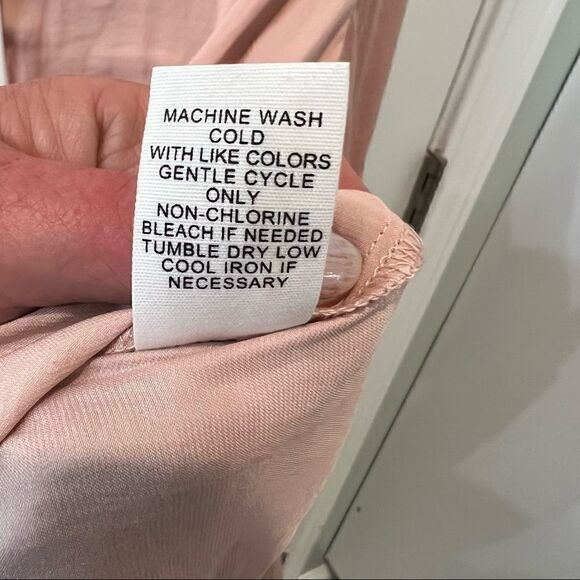 MACHINE WASH
COLD
WITH LIKE COLORS
GENTLE CYCLE
ONLY
NON-CHLORINE
BLEACH IF NEEDED
TUMBLE DRY LOW
COOL IRON IF
NECESSARY